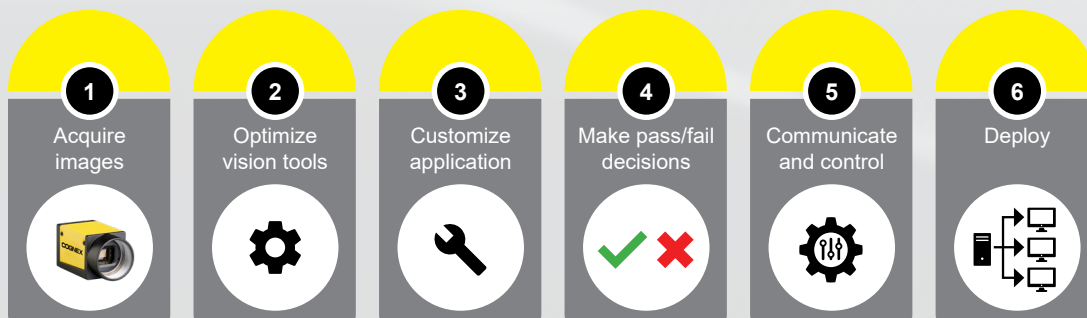 1
Acquire
images
COGNEX
2
Optimize
vision tools
3
Customize
application
4
Make pass/fail
decisions
5
Communicate
and control
6
Deploy